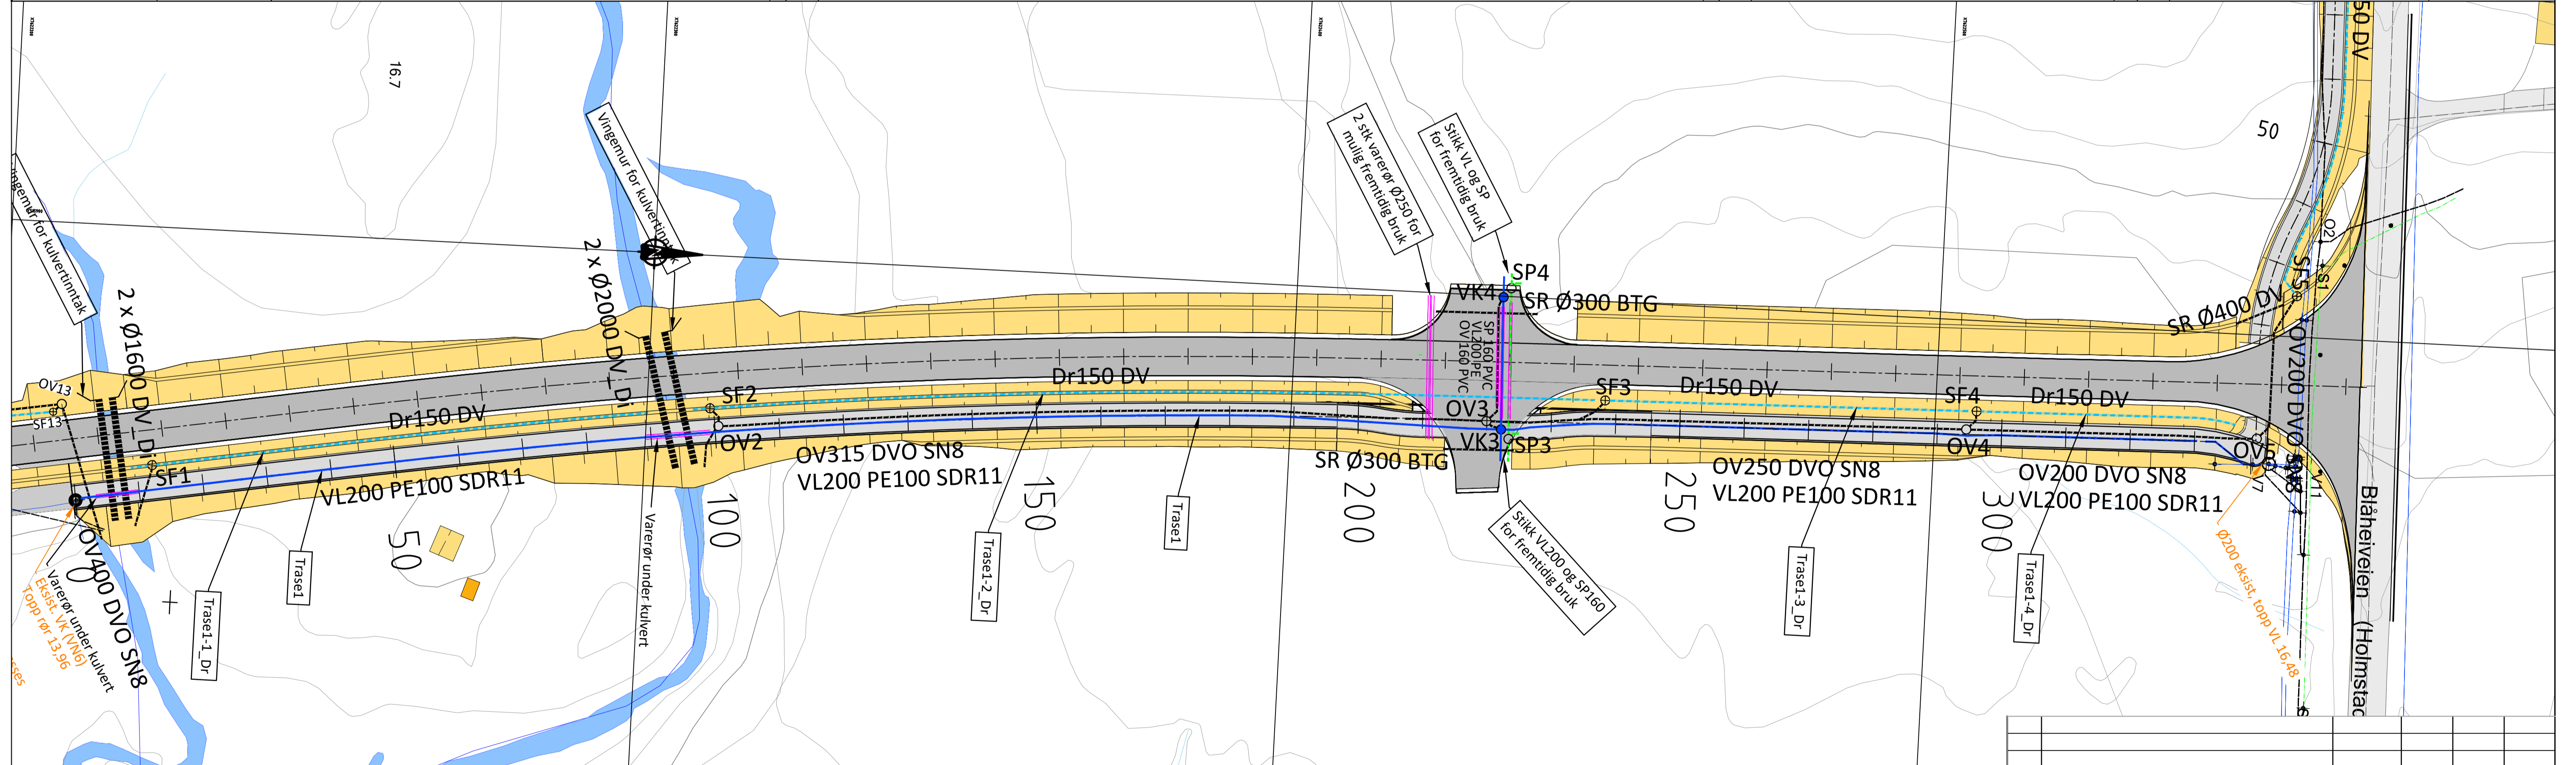 16.7
Vingemur for kulvertinntak
2 x Ø1600 DV_Di
OV13
SF13
SF1
Dr150 DV
VL200 PE100 SDR11
0
50
OV400 DVO SN8
Varerør under kulvert
Eksist. VK (VN6)
Topp rør 13,96
Trase1-1_Dr
Trase1
2 x Ø2000 DV_Di
SF2
OV2
Varerør under kulvert
100
OV315 DVO SN8
VL200 PE100 SDR11
Dr150 DV
150
Trase1-2_Dr
Trase1
2 stk varerør Ø250 for
mulig fremtidig bruk
Stikk VL og SP
for fremtidig bruk
SP4
VK4
SR Ø300 BTG
SP 160 PVC
VL200 PE
OV 160 PVC
OV3
VK3
SP3
SR Ø300 BTG
200
Stikk VL200 og SP160
for fremtidig bruk
SF3
Dr150 DV
250
OV250 DVO SN8
VL200 PE100 SDR11
Trase1-3_Dr
SF4
OV4
Dr150 DV
OV200 DVO SN8
VL200 PE100 SDR11
300
Trase1-4_Dr
50
50 DV
O2
S1
SF5
SR Ø400 DV
OV200 DVO
Ø200 eksist, topp VL 16,48
Blåheiveien
(Holmstad